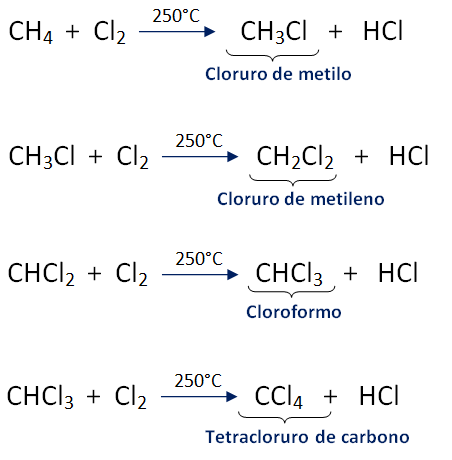 250°C
CH₄ + Cl₂ → CH₃Cl + HCl
Cloruro de metilo
250°C
CH₃Cl + Cl₂ → CH₂Cl₂ + HCl
Cloruro de metileno
250°C
CHCl₂ + Cl₂ → CHCl₃ + HCl
Cloroformo
250°C
CHCl₃ + Cl₂ → CCl₄ + HCl
Tetracloruro de carbono